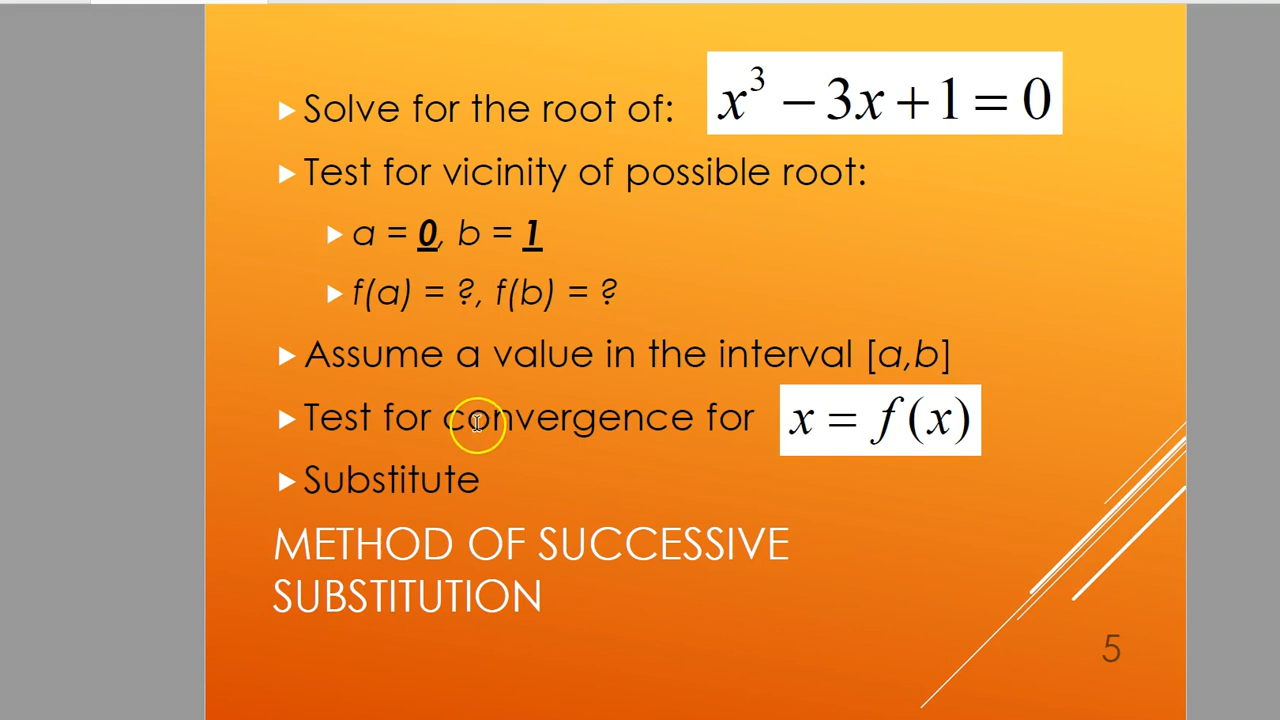 Solve for the root of: x³ − 3x + 1 = 0
Test for vicinity of possible root:
a = 0, b = 1
f(a) = ?, f(b) = ?
Assume a value in the interval [a,b]
Test for convergence for x = f(x)
Substitute
METHOD OF SUCCESSIVE
SUBSTITUTION
5